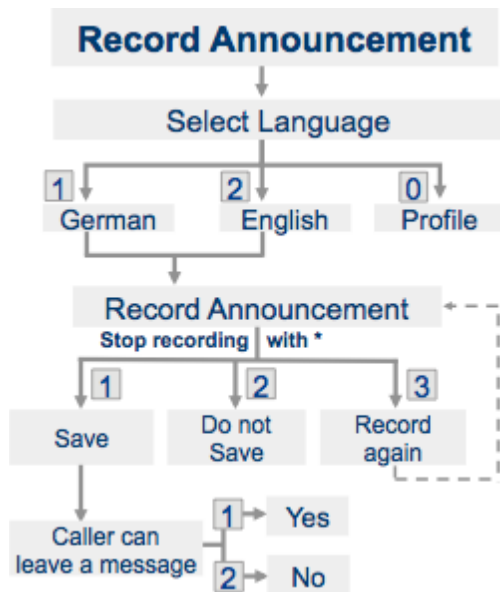 Record Announcement
Select Language
1 2 0
German English Profile
Record Announcement
Stop recording with *
1 2 3
Save
Do not
Save
Record
again
Caller can
leave a message
1 Yes
2 No